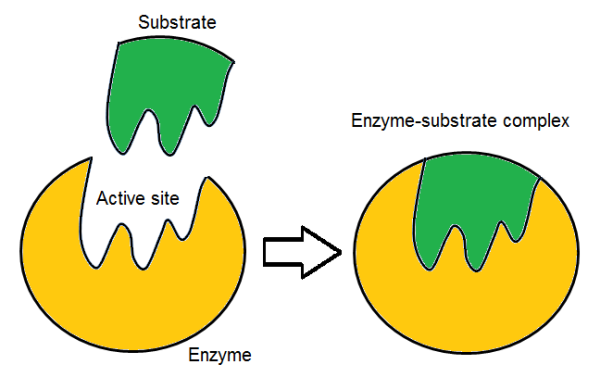 Substrate
Enzyme-substrate complex
Active site
Enzyme